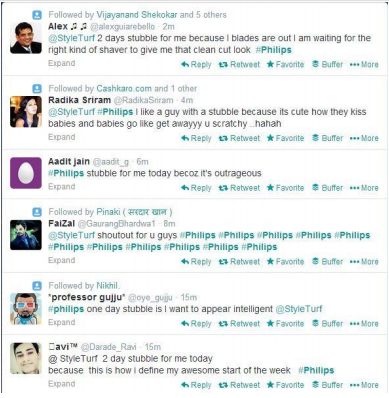 Followed by Vijayanand Shekokar and 5 others
Alex ♫ ♫ @alexguiarebello · 2m
@StyleTurf 2 days stubble for me because I blades are out I am waiting for the
right kind of shaver to give me that clean cut look #Philips
Expand Reply Retweet Favorite Buffer More
Followed by Cashkaro.com and 1 other
Radika Sriram @RadikaSriram · 4m
@StyleTurf #Philips I like a guy with a stubble because its cute how they kiss
babies and babies go like get awayyy u scratchy ..hahah
Expand Reply Retweet Favorite Buffer More
Aadit jain @aadit_g · 6m
#Philips stubble for me today becoz it's outrageous
Expand Reply Retweet Favorite Buffer More
Followed by Pinaki ( सरदार खान )
FaiZal @GaurangBhardwa1 · 8m
@StyleTurf shoutout for u guys #Philips #Philips #Philips #Philips #Philips
#Philips #Philips #Philips #Philips #Philips #Philips
Expand Reply Retweet Favorite Buffer More
Followed by Nikhil.
*professor gujju* @oye_gujju · 15m
#philips one day stubble is I want to appear intelligent @StyleTurf
Expand Reply Retweet Favorite Buffer More
avi™ @Darade_Ravi · 15m
@ StyleTurf 2 day stubble for me today
because this is how i define my awesome start of the week #Philips
Expand Reply Retweet Favorite Buffer More